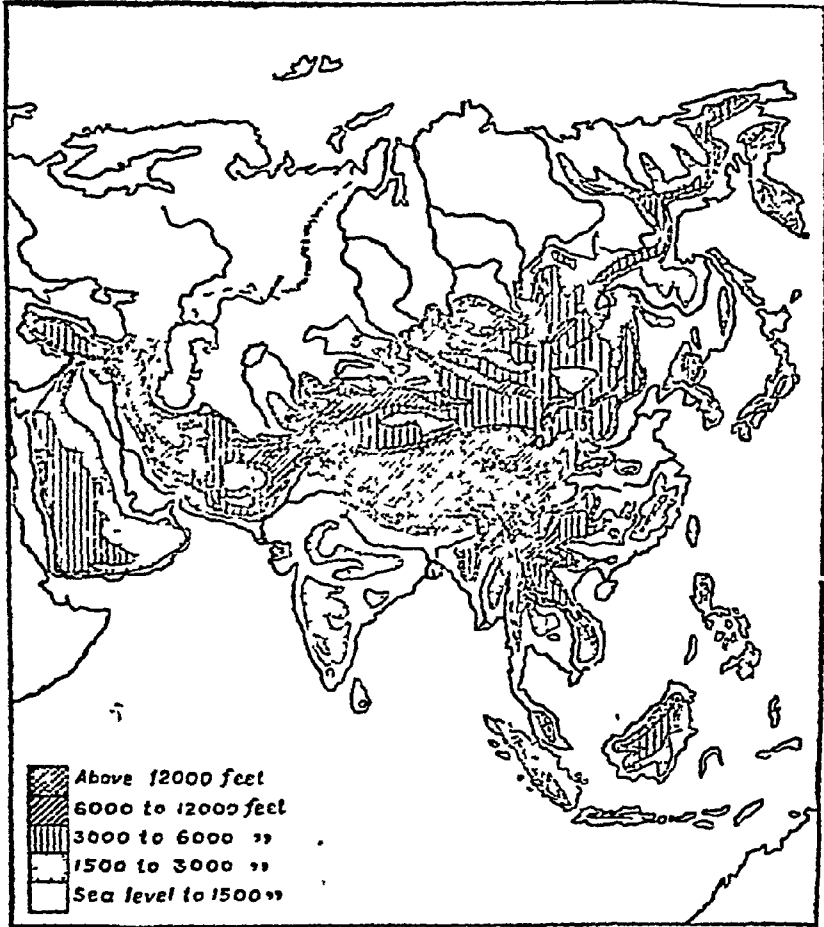 Above 12000 feet
6000 to 12000 feet
3000 to 6000 ,,
1500 to 3000 ,,
Sea level to 1500 ,,